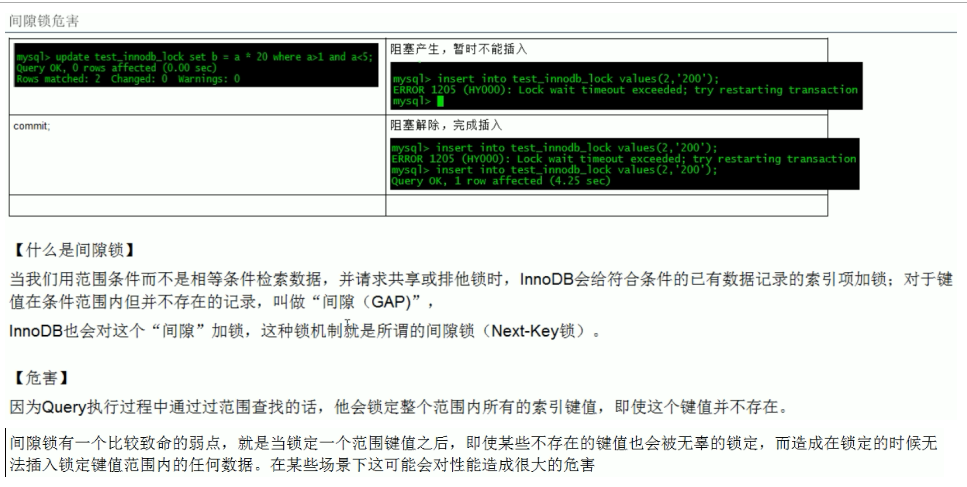 间隙锁危害
mysql> update test_innodb_lock set b = a * 20 where a>1 and a<5;
Query OK, 0 rows affected (0.00 sec)
Rows matched: 2  Changed: 0  Warnings: 0
阻塞产生，暂时不能插入
mysql> insert into test_innodb_lock values(2,'200');
ERROR 1205 (HY000): Lock wait timeout exceeded; try restarting transaction
mysql>
commit;
阻塞解除，完成插入
mysql> insert into test_innodb_lock values(2,'200');
ERROR 1205 (HY000): Lock wait timeout exceeded; try restarting transaction
mysql> insert into test_innodb_lock values(2,'200');
Query OK, 1 row affected (4.25 sec)
【什么是间隙锁】
当我们用范围条件而不是相等条件检索数据，并请求共享或排他锁时，InnoDB会给符合条件的已有数据记录的索引项加锁；对于键
值在条件范围内但并不存在的记录，叫做“间隙（GAP)”，
InnoDB也会对这个“间隙”加锁，这种锁机制就是所谓的间隙锁（Next-Key锁）。
【危害】
因为Query执行过程中通过过范围查找的话，他会锁定整个范围内所有的索引键值，即使这个键值并不存在。
间隙锁有一个比较致命的弱点，就是当锁定一个范围键值之后，即使某些不存在的键值也会被无辜的锁定，而造成在锁定的时候无
法插入锁定键值范围内的任何数据。在某些场景下这可能会对性能造成很大的危害